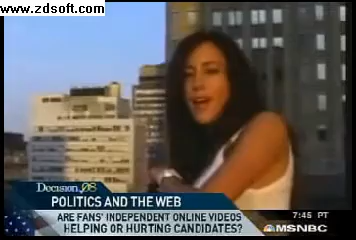 www.zdsoft.com
Decision 08
POLITICS AND THE WEB
ARE FANS' INDEPENDENT ONLINE VIDEOS
HELPING OR HURTING CANDIDATES?
7:45 PT
MSNBC